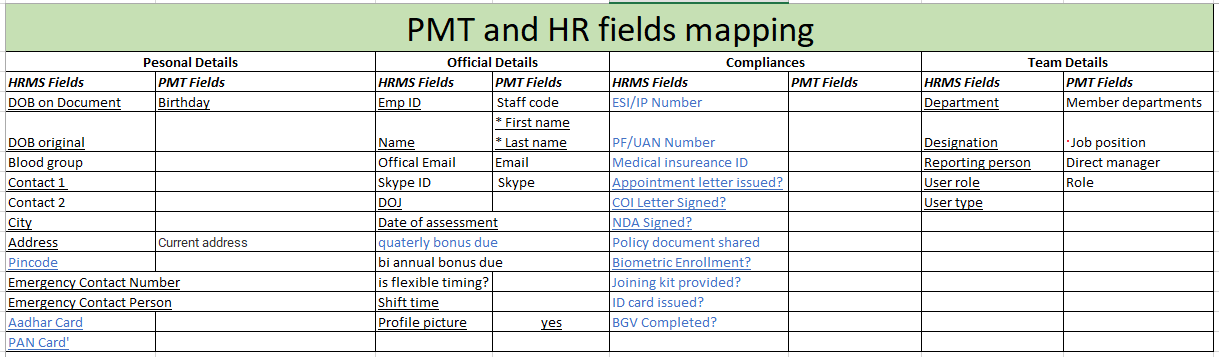 PMT and HR fields mapping
Pesonal Details Official Details Compliances Team Details
HRMS Fields PMT Fields HRMS Fields PMT Fields HRMS Fields PMT Fields HRMS Fields PMT Fields
DOB on Document Birthday Emp ID Staff code ESI/IP Number Department Member departments
* First name
DOB original Name * Last name PF/UAN Number Designation ·Job position
Blood group Offical Email Email Medical insureance ID Reporting person Direct manager
Contact 1 Skype ID Skype Appointment letter issued? User role Role
Contact 2 DOJ COI Letter Signed? User type
City Date of assessment NDA Signed?
Address Current address quaterly bonus due Policy document shared
Pincode bi annual bonus due Biometric Enrollment?
Emergency Contact Number is flexible timing? Joining kit provided?
Emergency Contact Person Shift time ID card issued?
Aadhar Card Profile picture yes BGV Completed?
PAN Card'